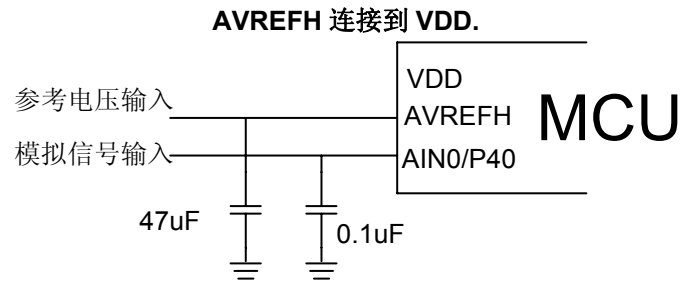 AVREFH 连接到 VDD.
VDD
参考电压输入
AVREFH
MCU
模拟信号输入
AIN0/P40
47uF
0.1uF